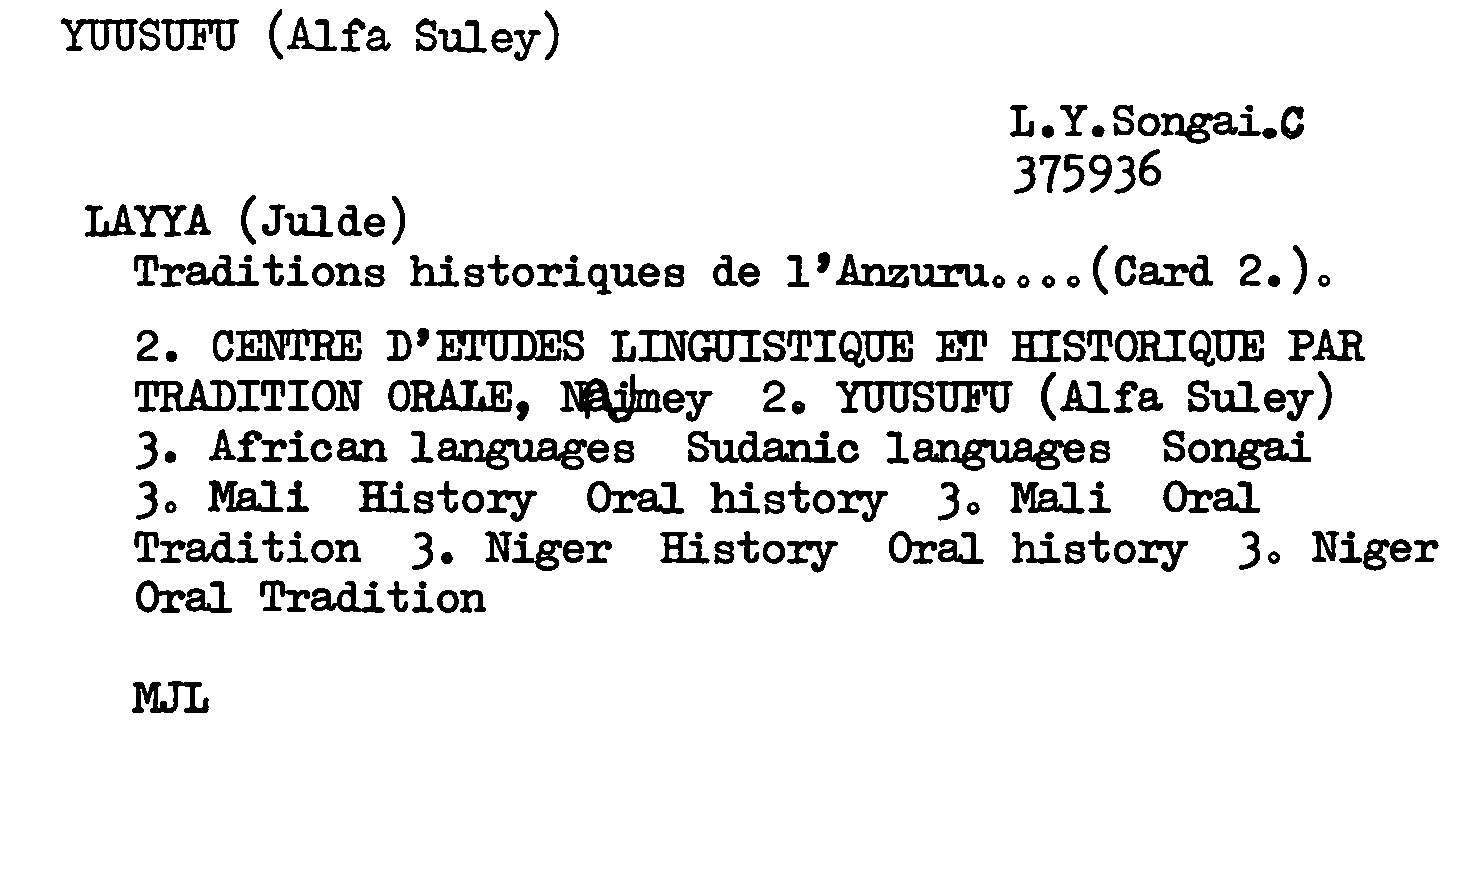 YUUSUFU (Alfa Suley)
L.Y.Songai.C
375936
LAYYA (Julde)
Traditions historiques de l'Anzuru....(Card 2.).
2. CENTRE D'ETUDES LINGUISTIQUE ET HISTORIQUE PAR
TRADITION ORALE, Najmey 2. YUUSUFU (Alfa Suley)
3. African languages Sudanic languages Songai
3. Mali History Oral history 3. Mali Oral
Tradition 3. Niger History Oral history 3. Niger
Oral Tradition
MJL